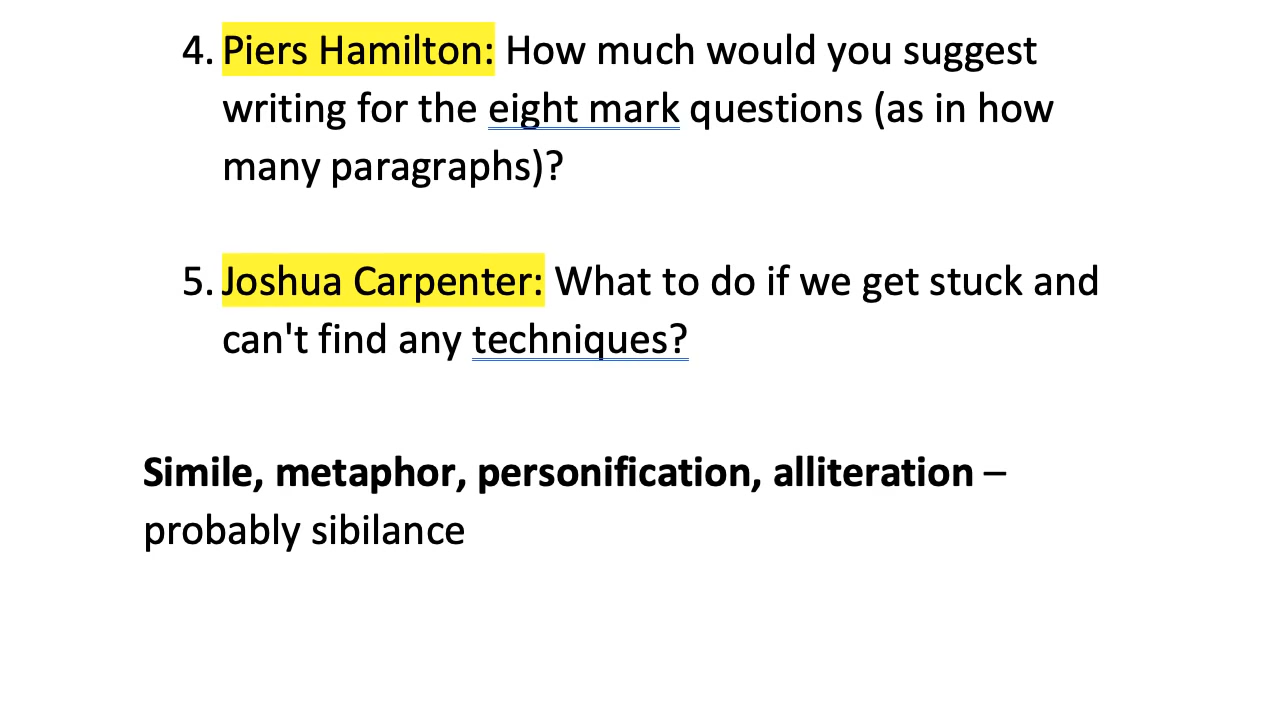 4. Piers Hamilton: How much would you suggest
writing for the eight mark questions (as in how
many paragraphs)?
5. Joshua Carpenter: What to do if we get stuck and
can't find any techniques?
Simile, metaphor, personification, alliteration –
probably sibilance